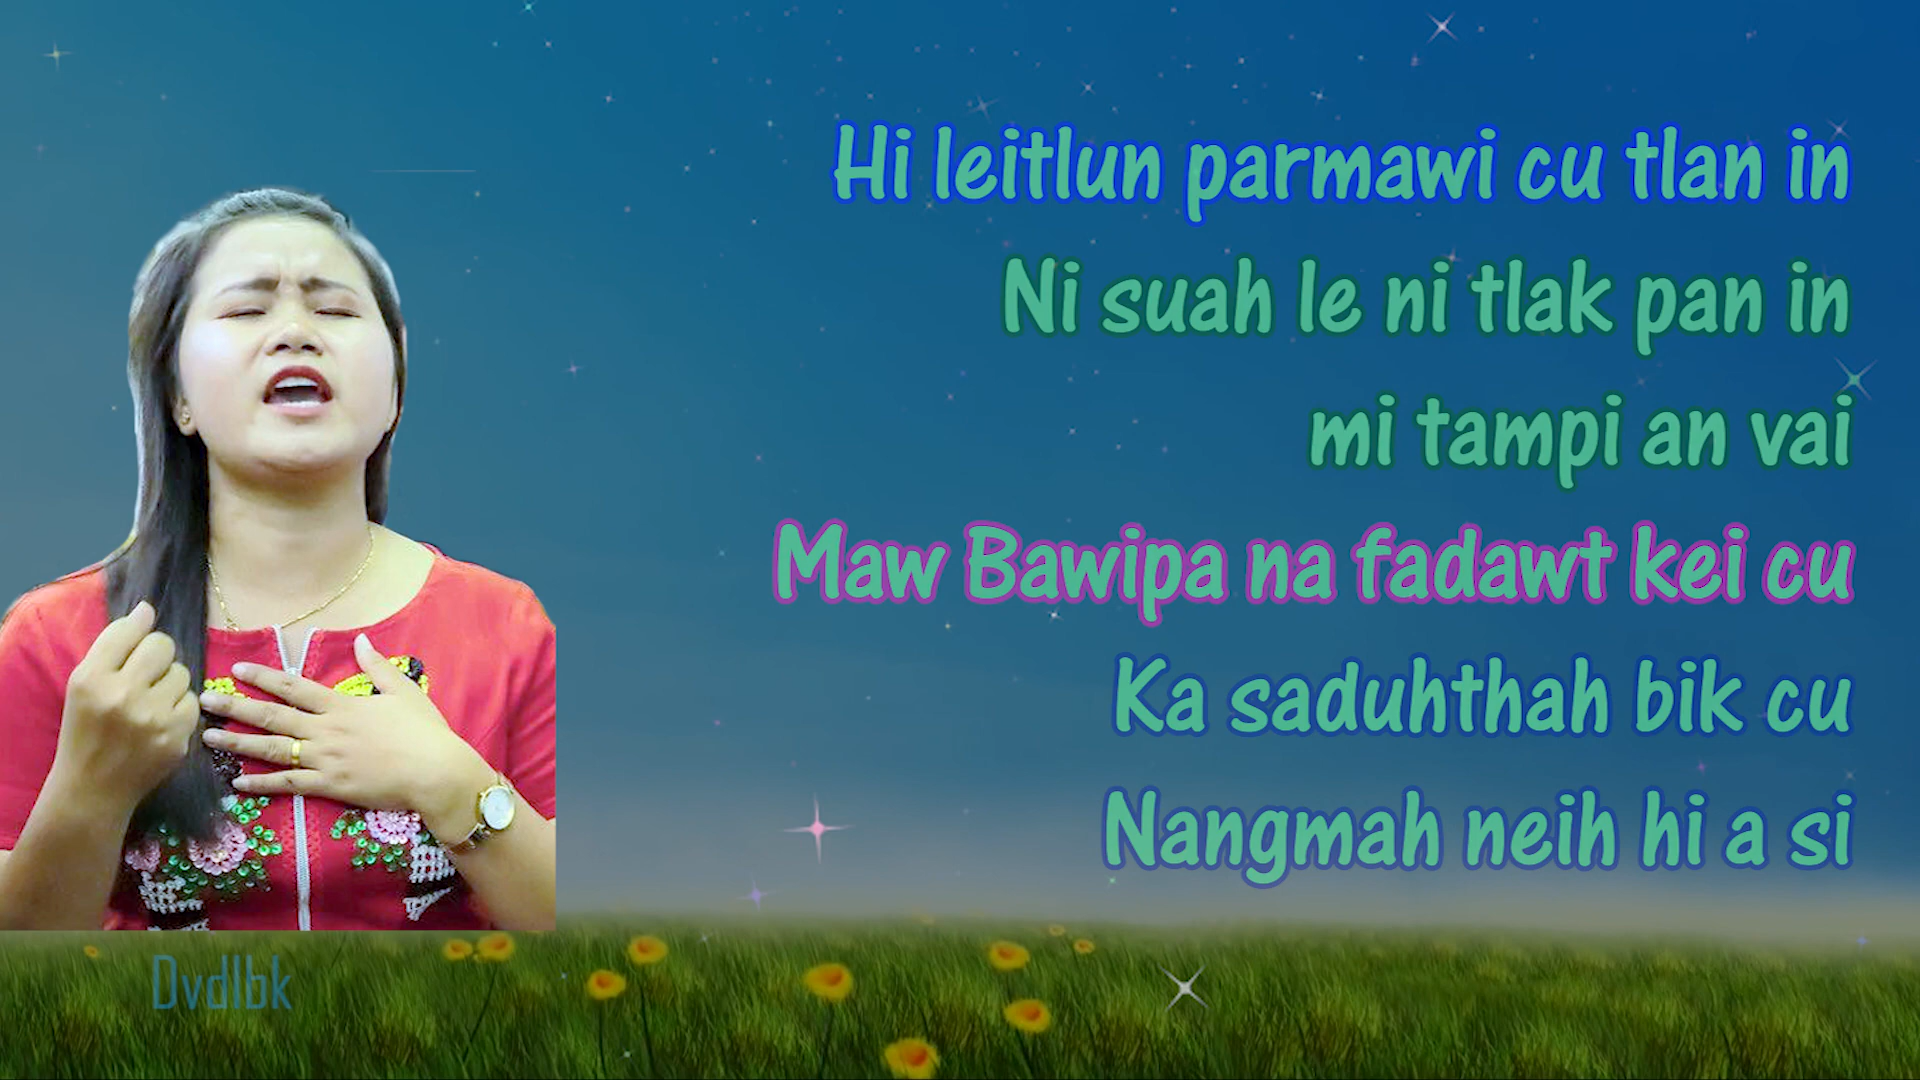 Hi leitlun parmawi cu tlan in
Ni suah le ni tlak pan in
mi tampi an vai
Maw Bawipa na fadawt kei cu
Ka saduhthah bik cu
Nangmah neih hi a si
Dvdlbk